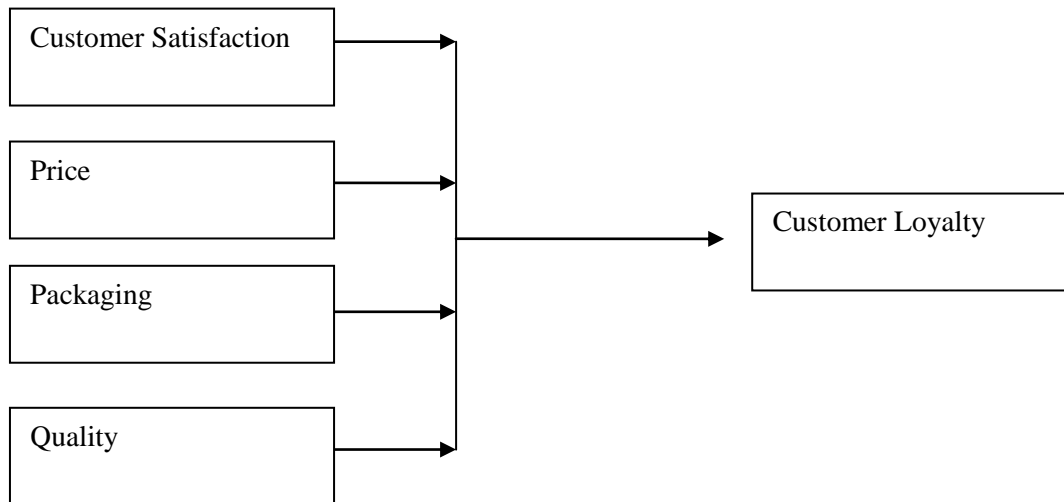 Customer Satisfaction
Price
Packaging
Quality
Customer Loyalty